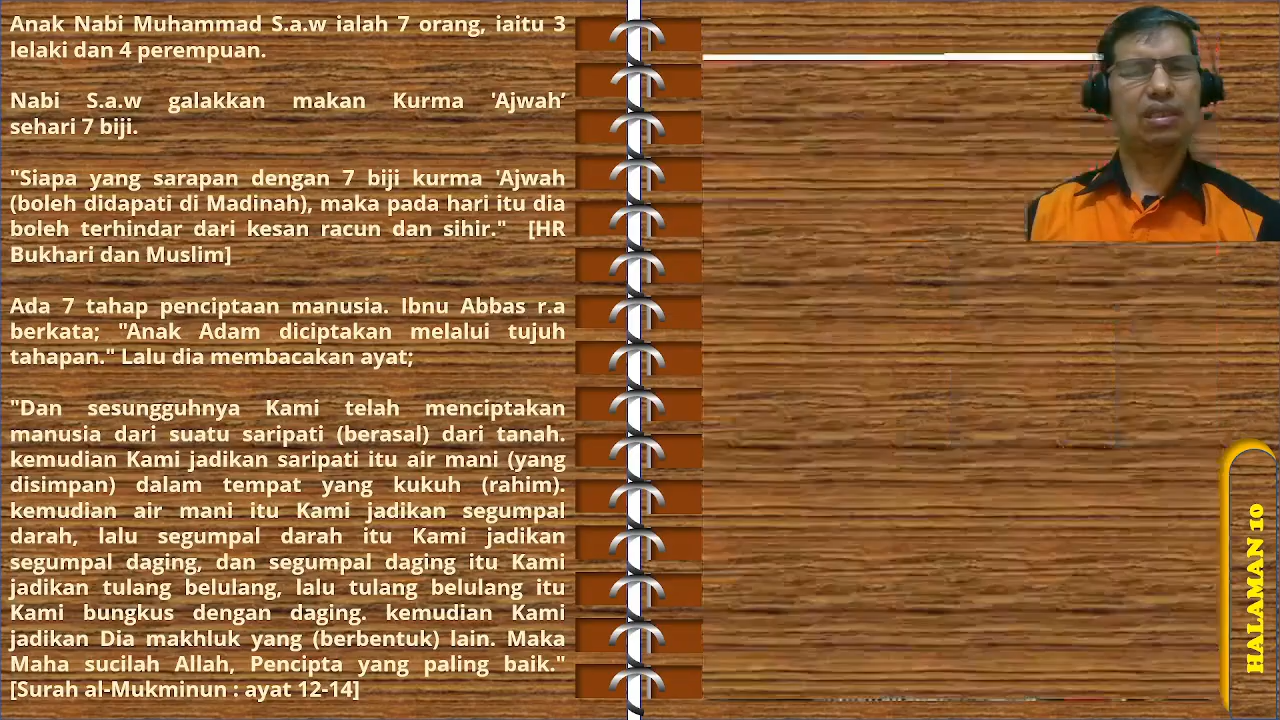 Anak Nabi Muhammad S.a.w ialah 7 orang, iaitu 3
lelaki dan 4 perempuan.
Nabi S.a.w galakkan makan Kurma 'Ajwah’
sehari 7 biji.
"Siapa yang sarapan dengan 7 biji kurma 'Ajwah
(boleh didapati di Madinah), maka pada hari itu dia
boleh terhindar dari kesan racun dan sihir." [HR
Bukhari dan Muslim]
Ada 7 tahap penciptaan manusia. Ibnu Abbas r.a
berkata; "Anak Adam diciptakan melalui tujuh
tahapan." Lalu dia membacakan ayat;
"Dan sesungguhnya Kami telah menciptakan
manusia dari suatu saripati (berasal) dari tanah.
kemudian Kami jadikan saripati itu air mani (yang
disimpan) dalam tempat yang kukuh (rahim).
kemudian air mani itu Kami jadikan segumpal
darah, lalu segumpal darah itu Kami jadikan
segumpal daging, dan segumpal daging itu Kami
jadikan tulang belulang, lalu tulang belulang itu
Kami bungkus dengan daging. kemudian Kami
jadikan Dia makhluk yang (berbentuk) lain. Maka
Maha sucilah Allah, Pencipta yang paling baik."
[Surah al-Mukminun : ayat 12-14]
HALAMAN 10